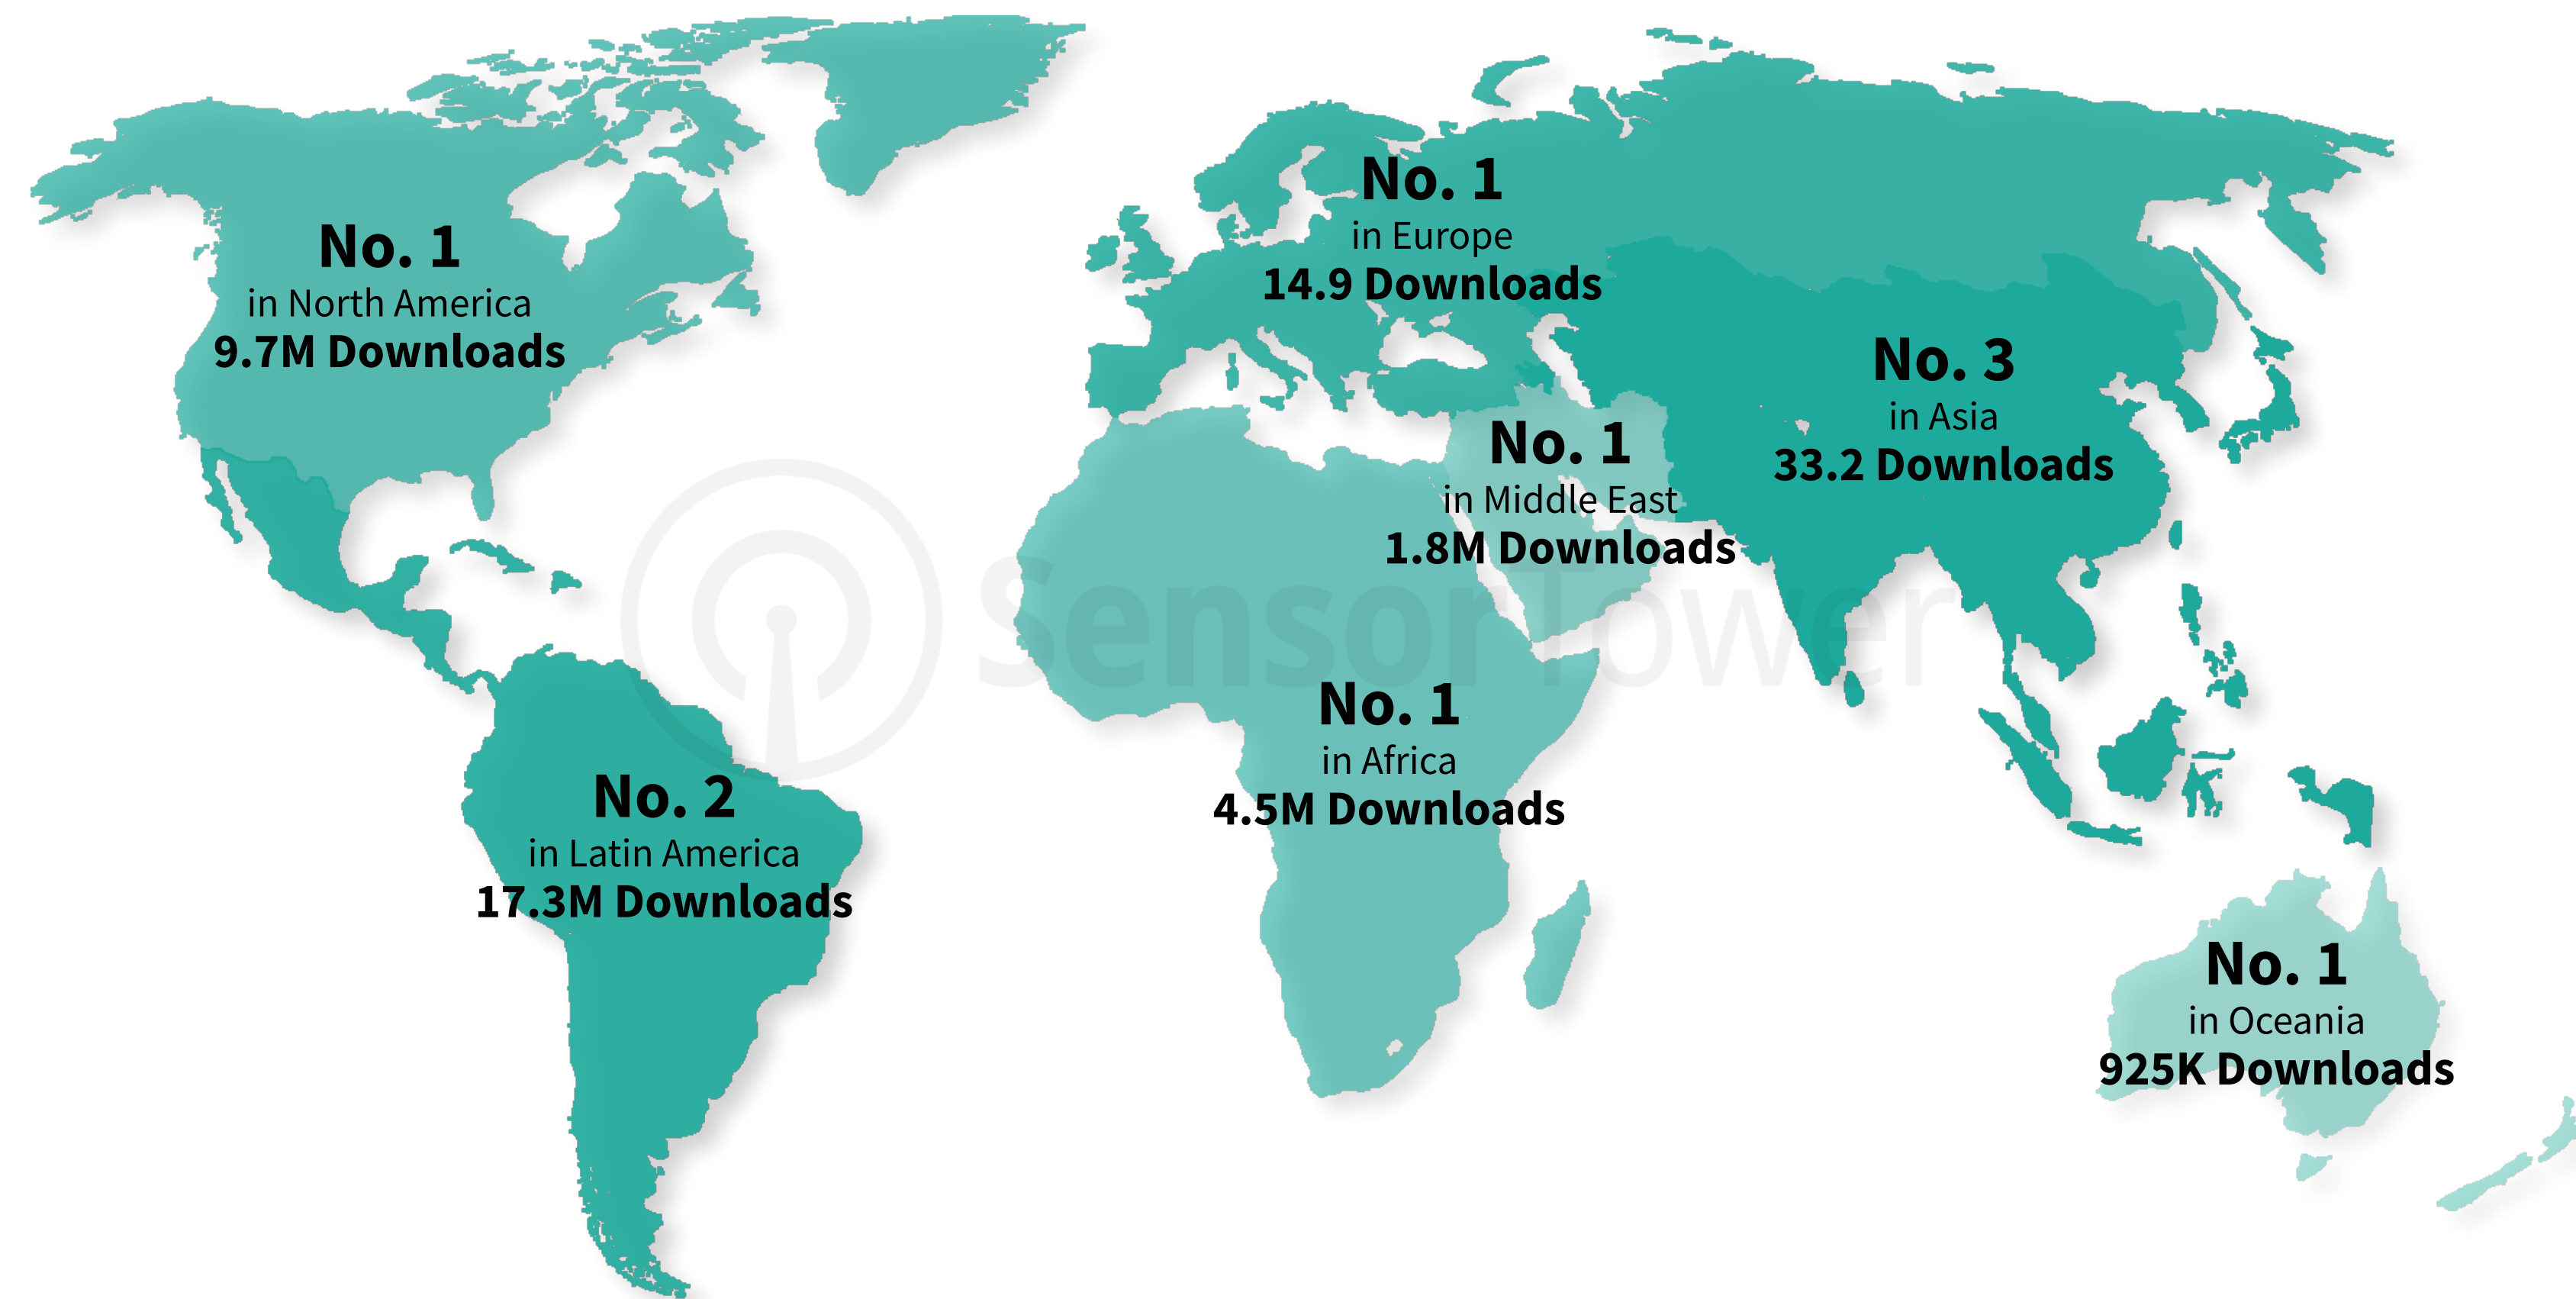 No. 1
in North America
9.7M Downloads
No. 1
in Europe
14.9 Downloads
No. 3
in Asia
33.2 Downloads
No. 1
in Middle East
1.8M Downloads
SensorTower
No. 1
in Africa
4.5M Downloads
No. 2
in Latin America
17.3M Downloads
No. 1
in Oceania
925K Downloads